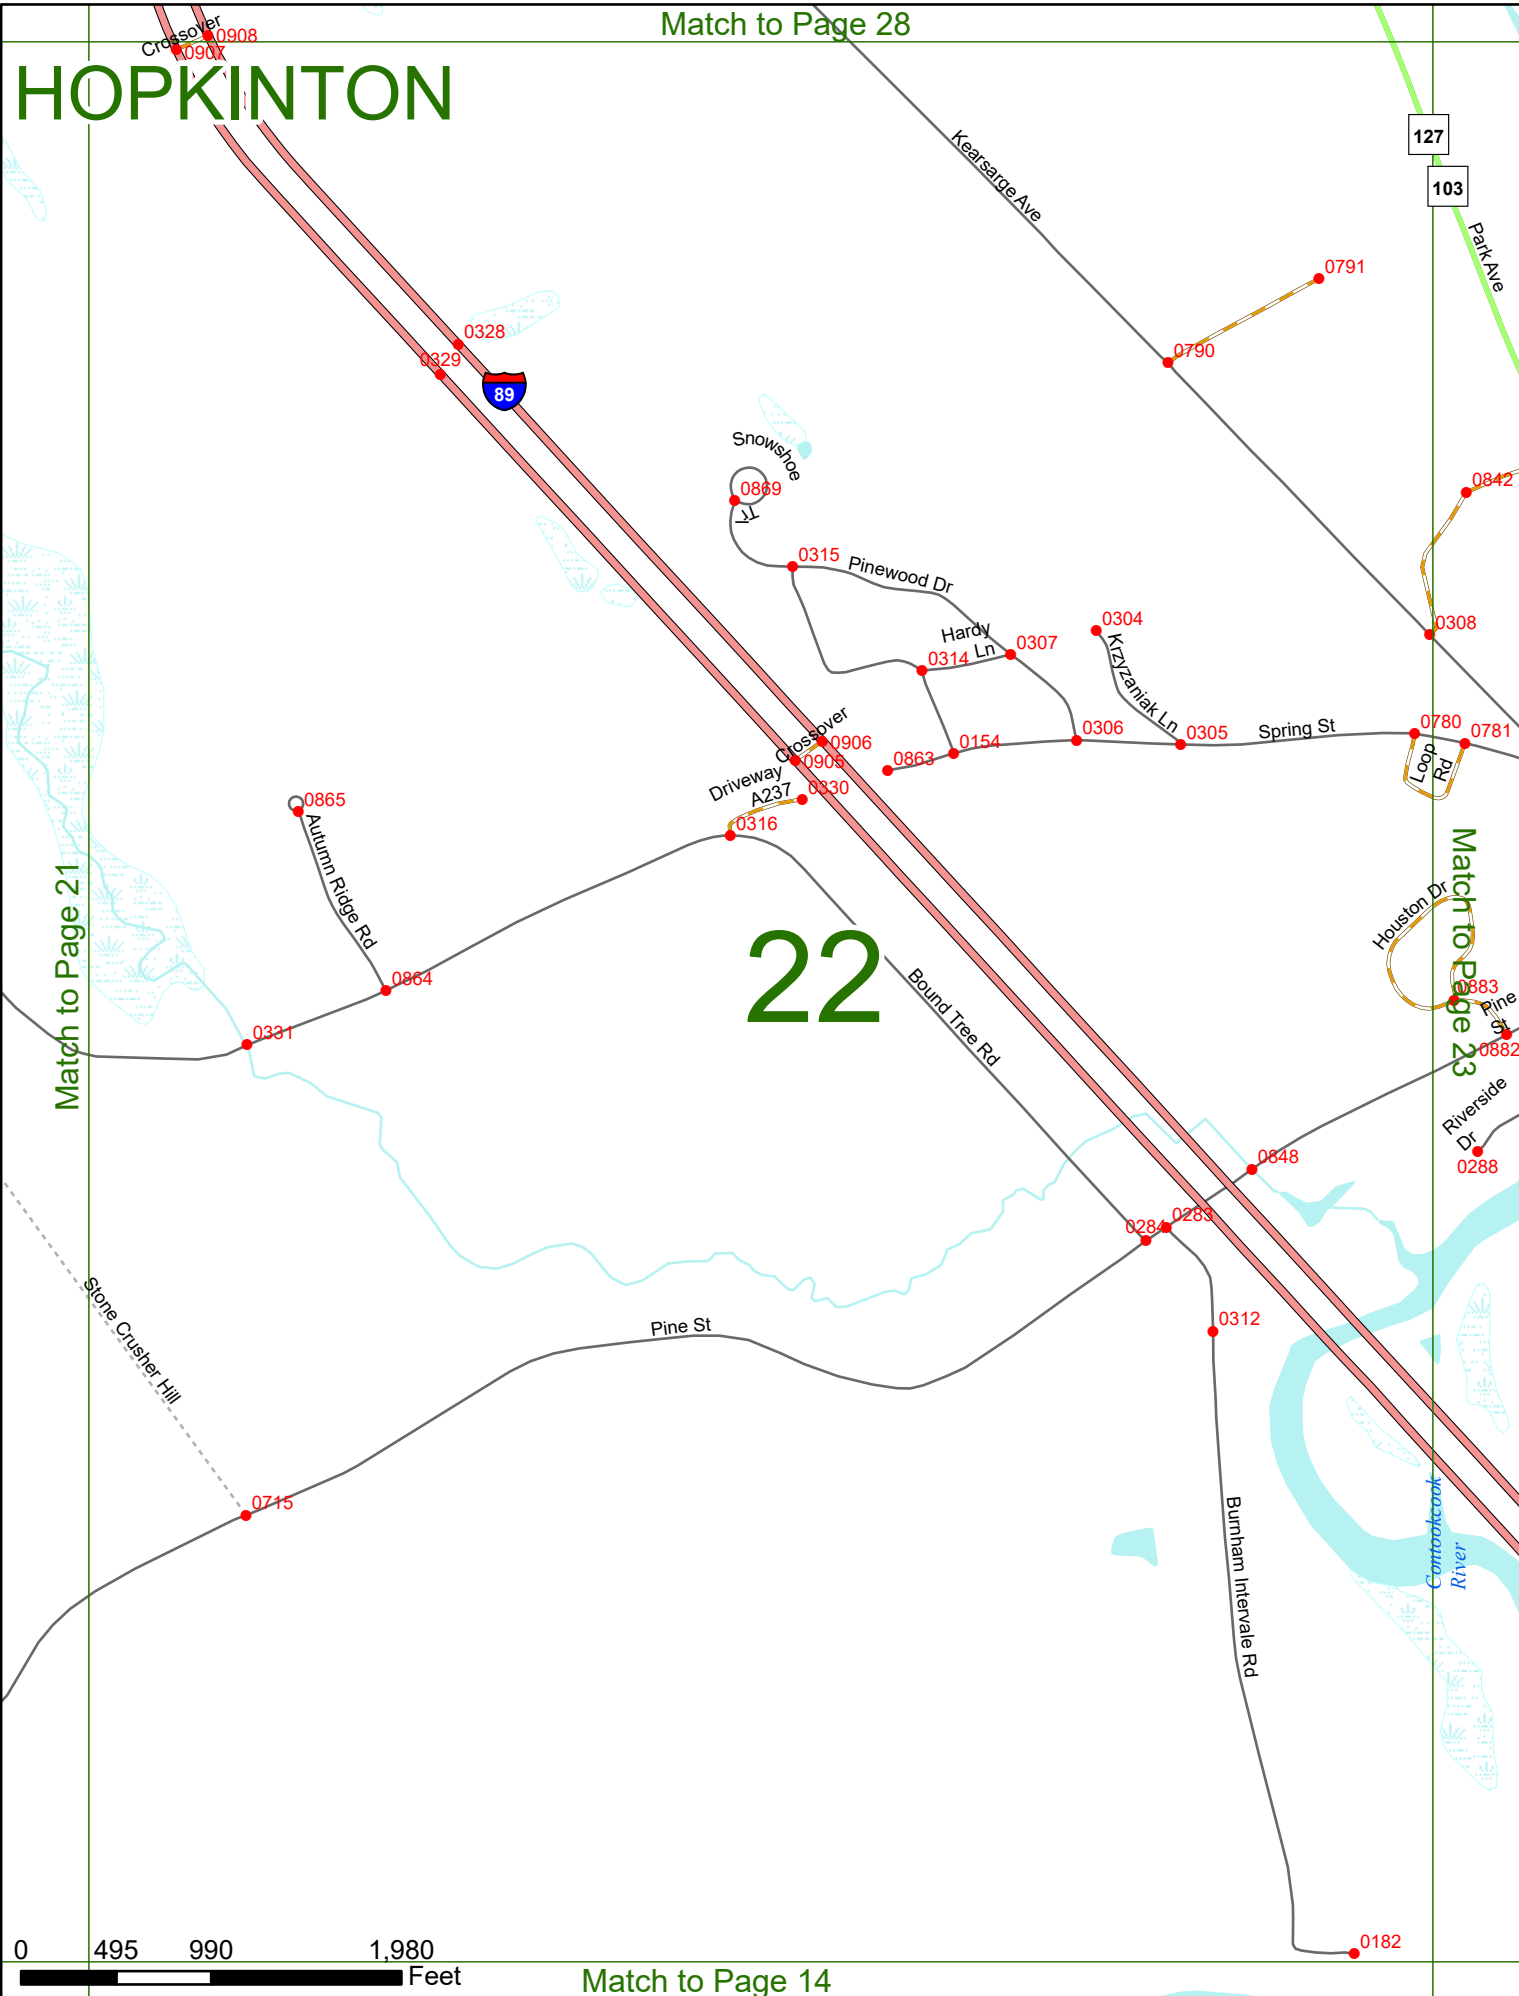 Match to Page 28
Crossover
0908
0907
HOPKINTON
127
103
Kearsarge Ave
Park Ave
0791
0790
0328
0329
89
Snowshoe
Tr
0869
0842
0315
Pinewood Dr
0304
0308
Hardy
Ln
0307
0314
Krzyzaniak Ln
Crossover
0906
0905
0863
0154
0306
0305
Spring St
0780
0781
Loop
Rd
Driveway
A237
0330
0316
0865
Autumn Ridge Rd
Match to Page 21
0864
0331
22
Bound Tree Rd
Houston Dr
Match to Page 23
0883
Pine
St
0882
Riverside
Dr
0288
0848
0283
0284
0312
Stone Crusher Hill
Pine St
0715
Burnham Intervale Rd
Contoocook
River
0182
0 495 990 1,980
Feet
Match to Page 14